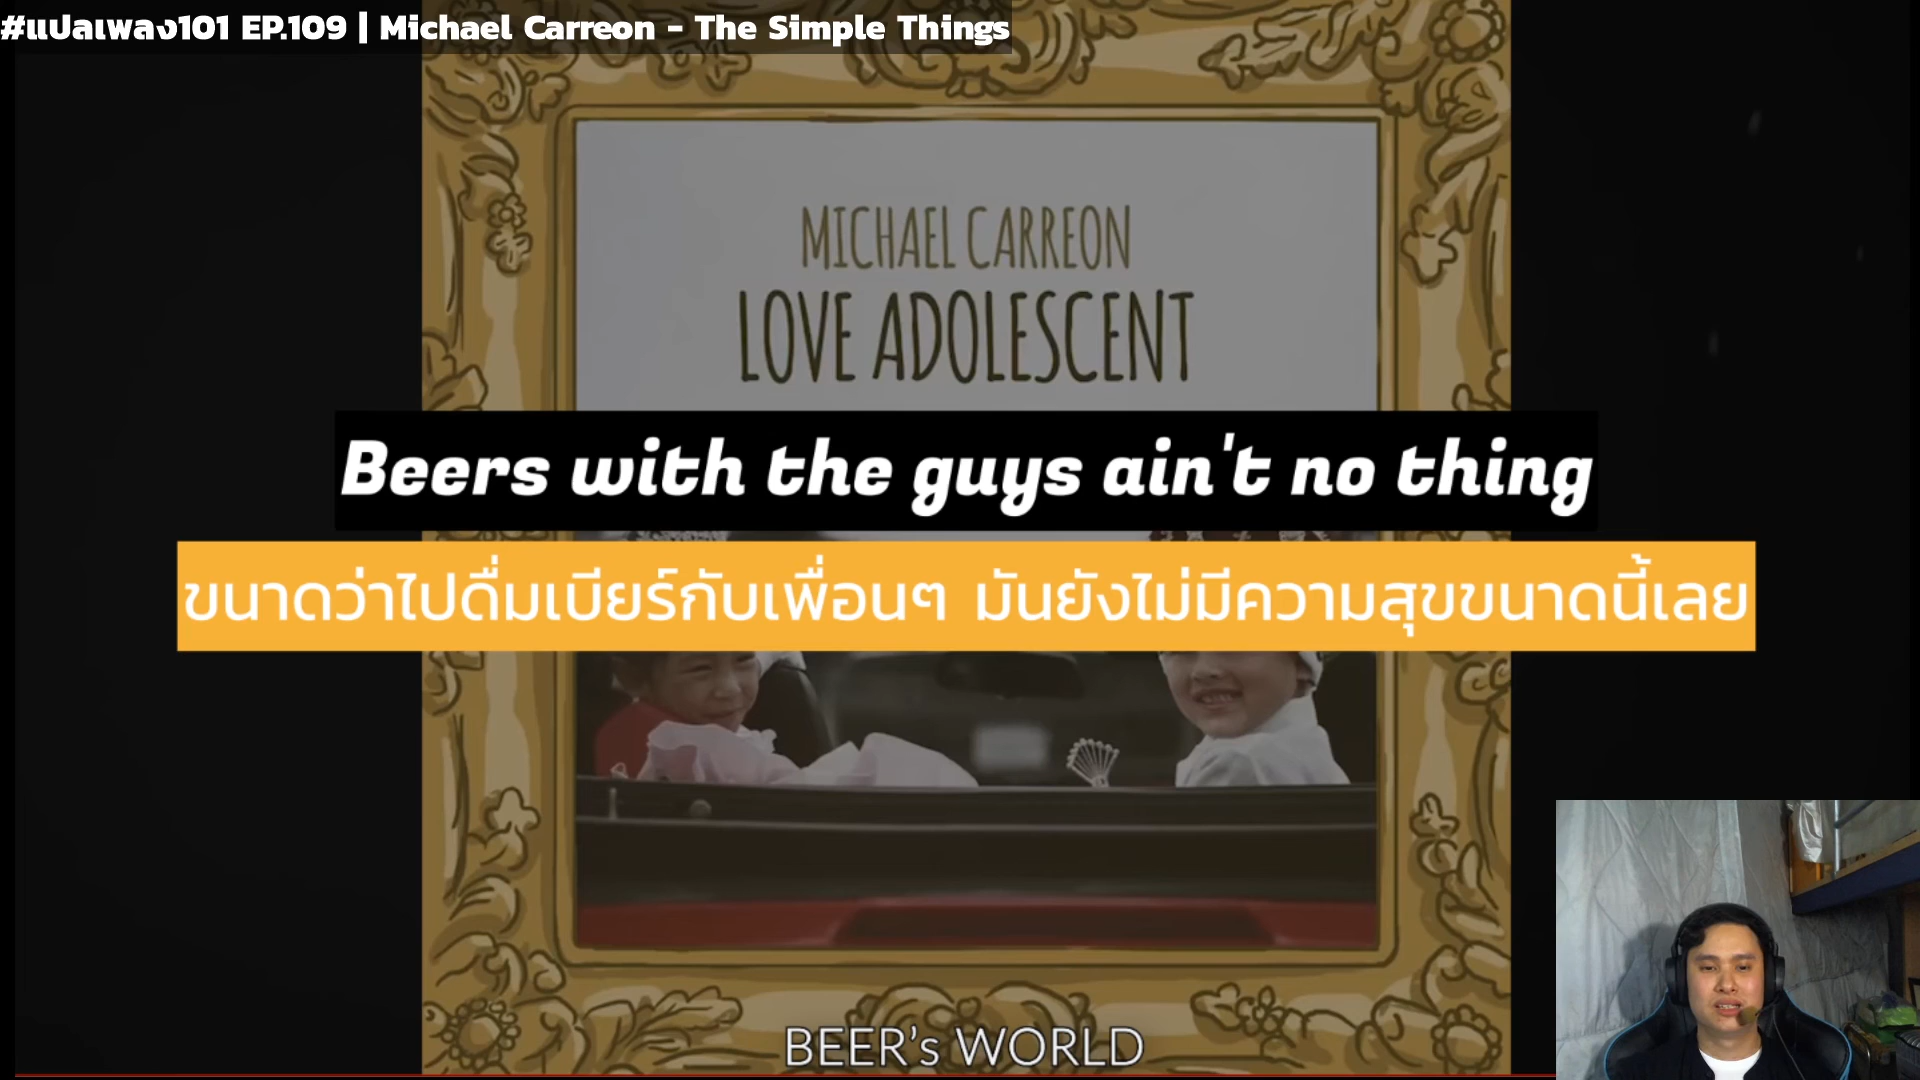 #แปลเพลง101 EP.109 | Michael Carreon - The Simple Things
MICHAEL CARREON
LOVE ADOLESCENT
Beers with the guys ain't no thing
ขนาดว่าไปดื่มเบียร์กับเพื่อนๆ มันยังไม่มีความสุขขนาดนี้เลย
BEER's WORLD